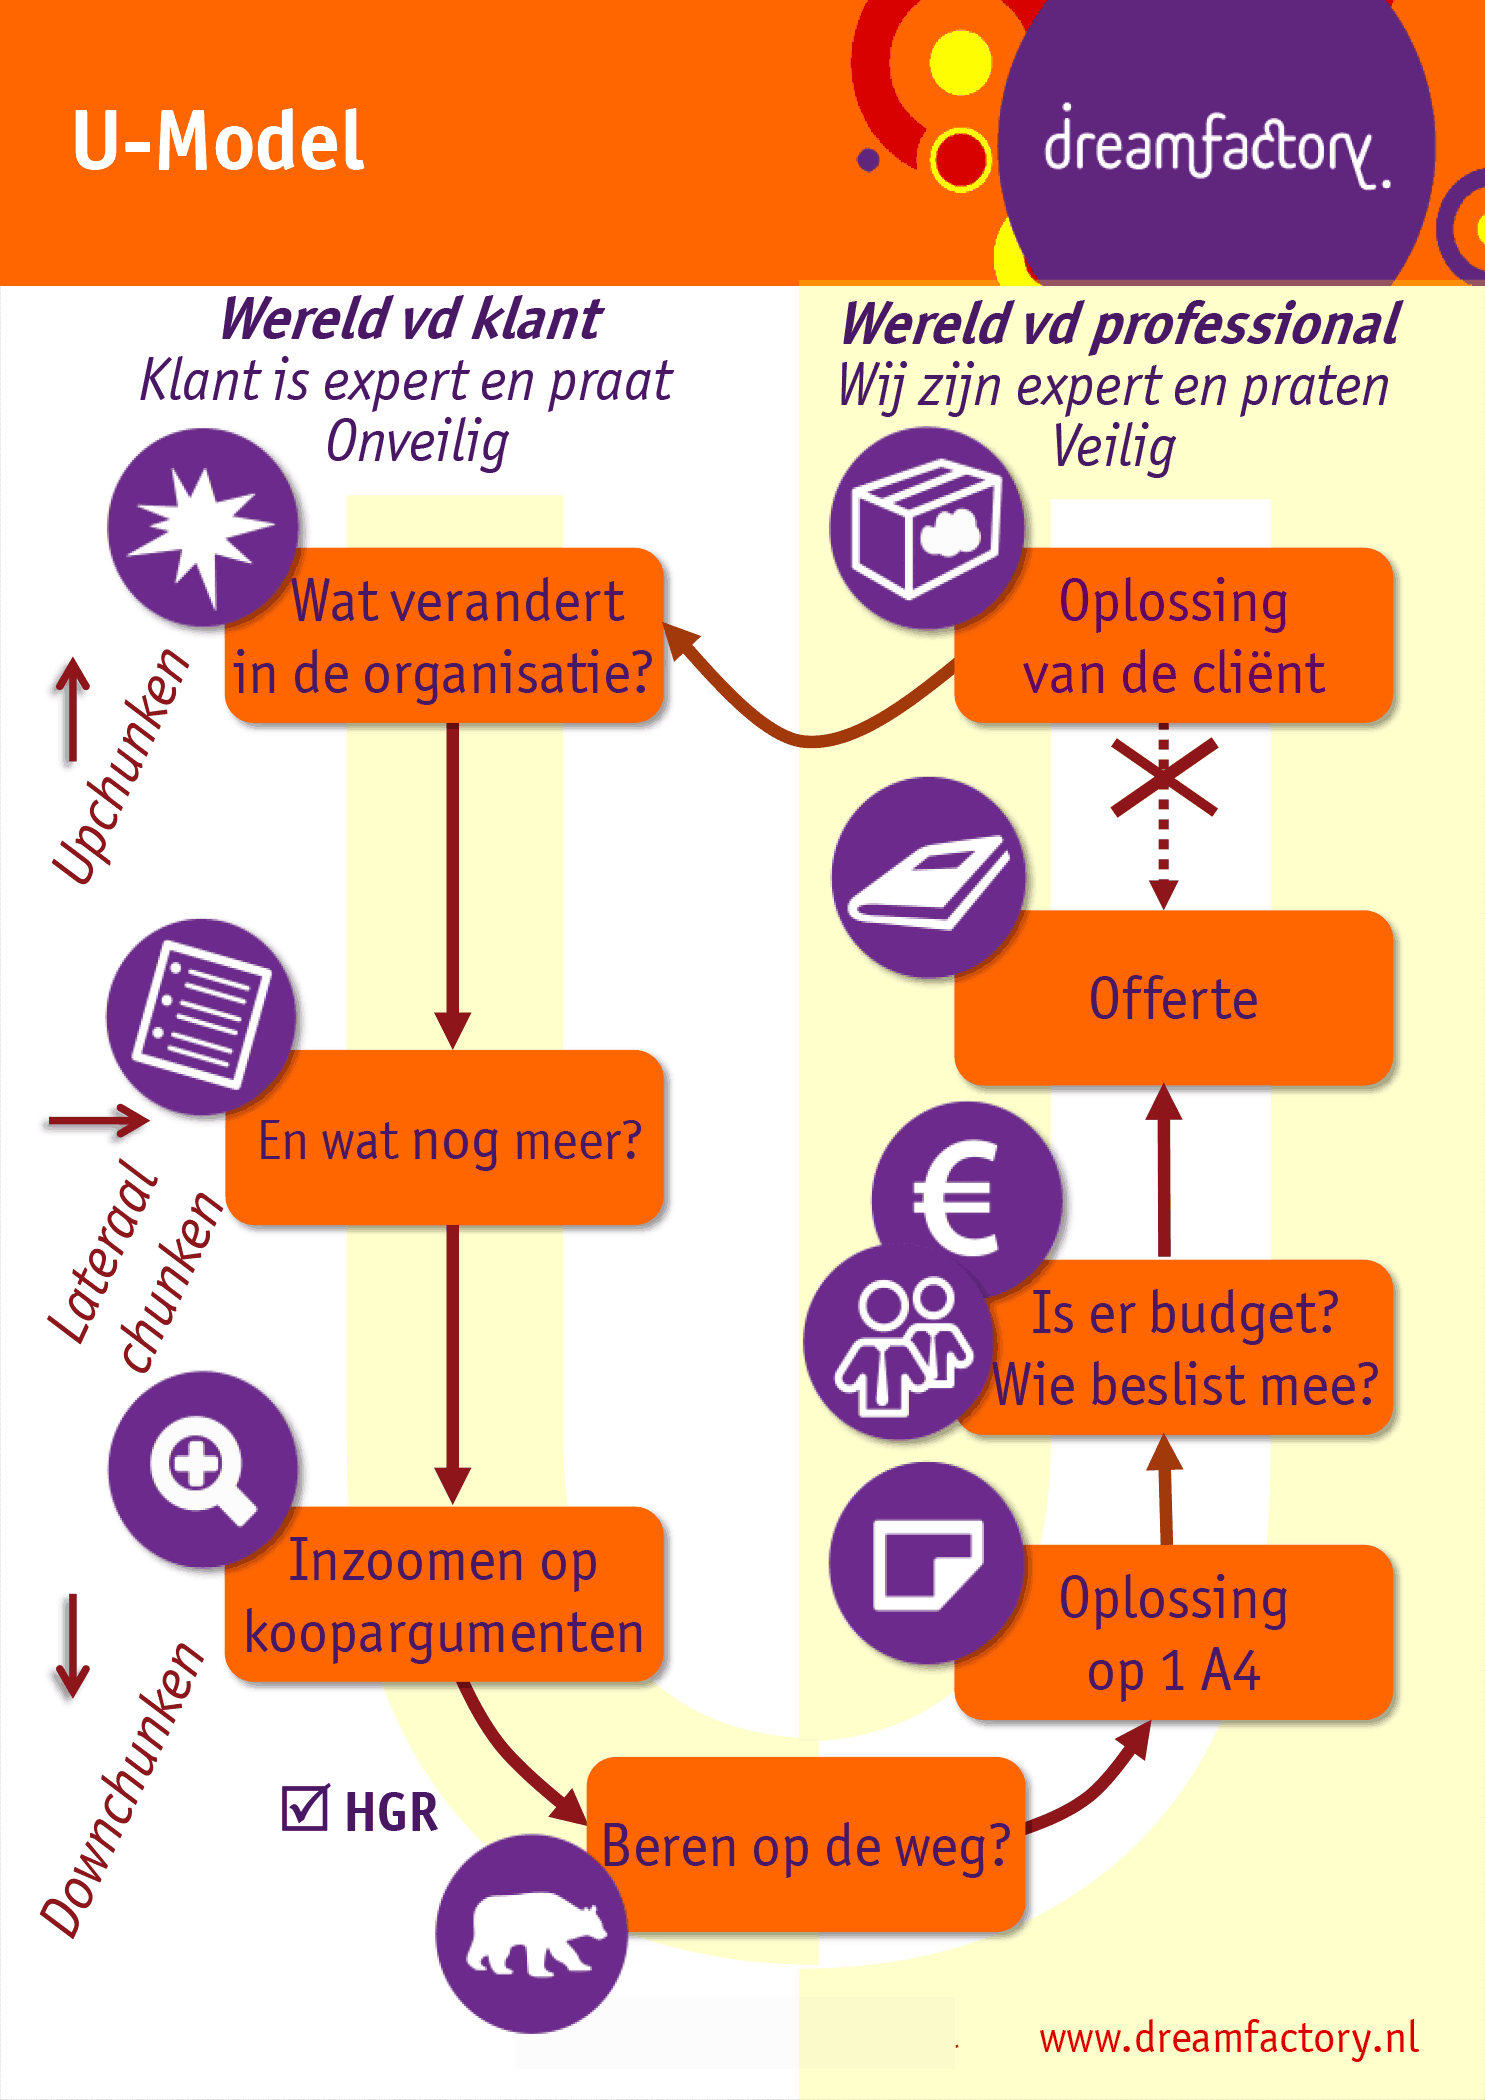 U-Model
dreamfactory.
Wereld vd klant
Klant is expert en praat
Onveilig
Wereld vd professional
Wij zijn expert en praten
Veilig
Wat verandert
in de organisatie?
Oplossing
van de cliënt
Upchunken
Offerte
En wat nog meer?
Lateraal
chunken
€
Is er budget?
Wie beslist mee?
Inzoomen op
koopargumenten
Oplossing
op 1 A4
Downchunken
HGR
Beren op de weg?
www.dreamfactory.nl